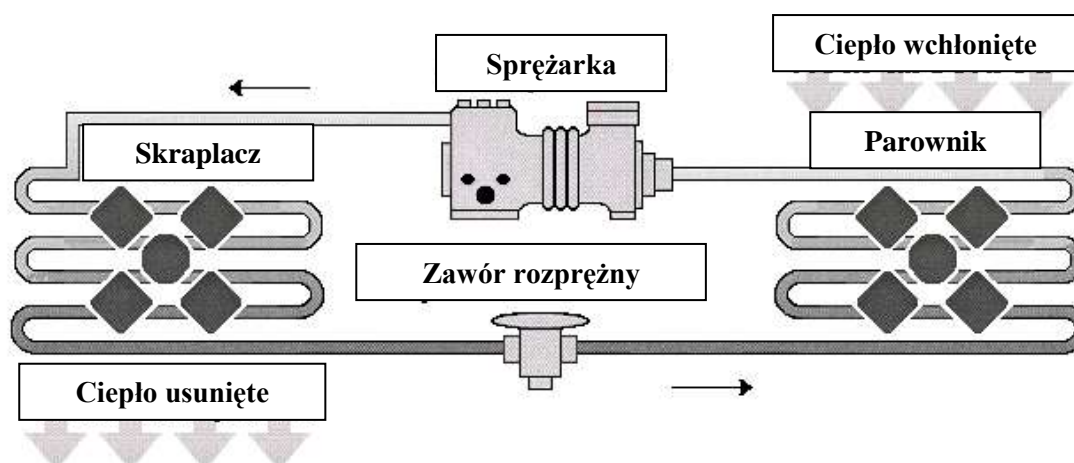 Ciepło wchłonięte
Sprężarka
Skraplacz
Parownik
Zawór rozprężny
Ciepło usunięte